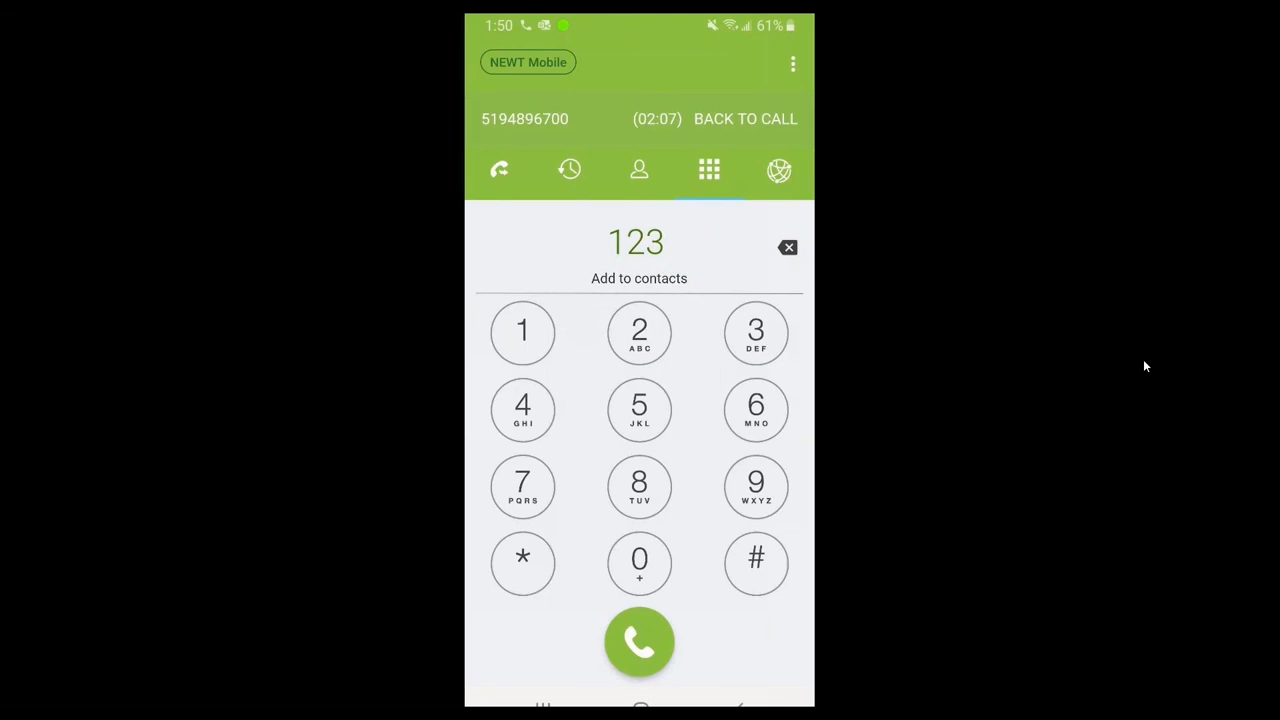 1:50 61%
NEWT Mobile
5194896700 (02:07) BACK TO CALL
123
Add to contacts
1 2 3
ABC DEF
4 5 6
GHI JKL MNO
7 8 9
PQRS TUV WXYZ
* 0 #
+